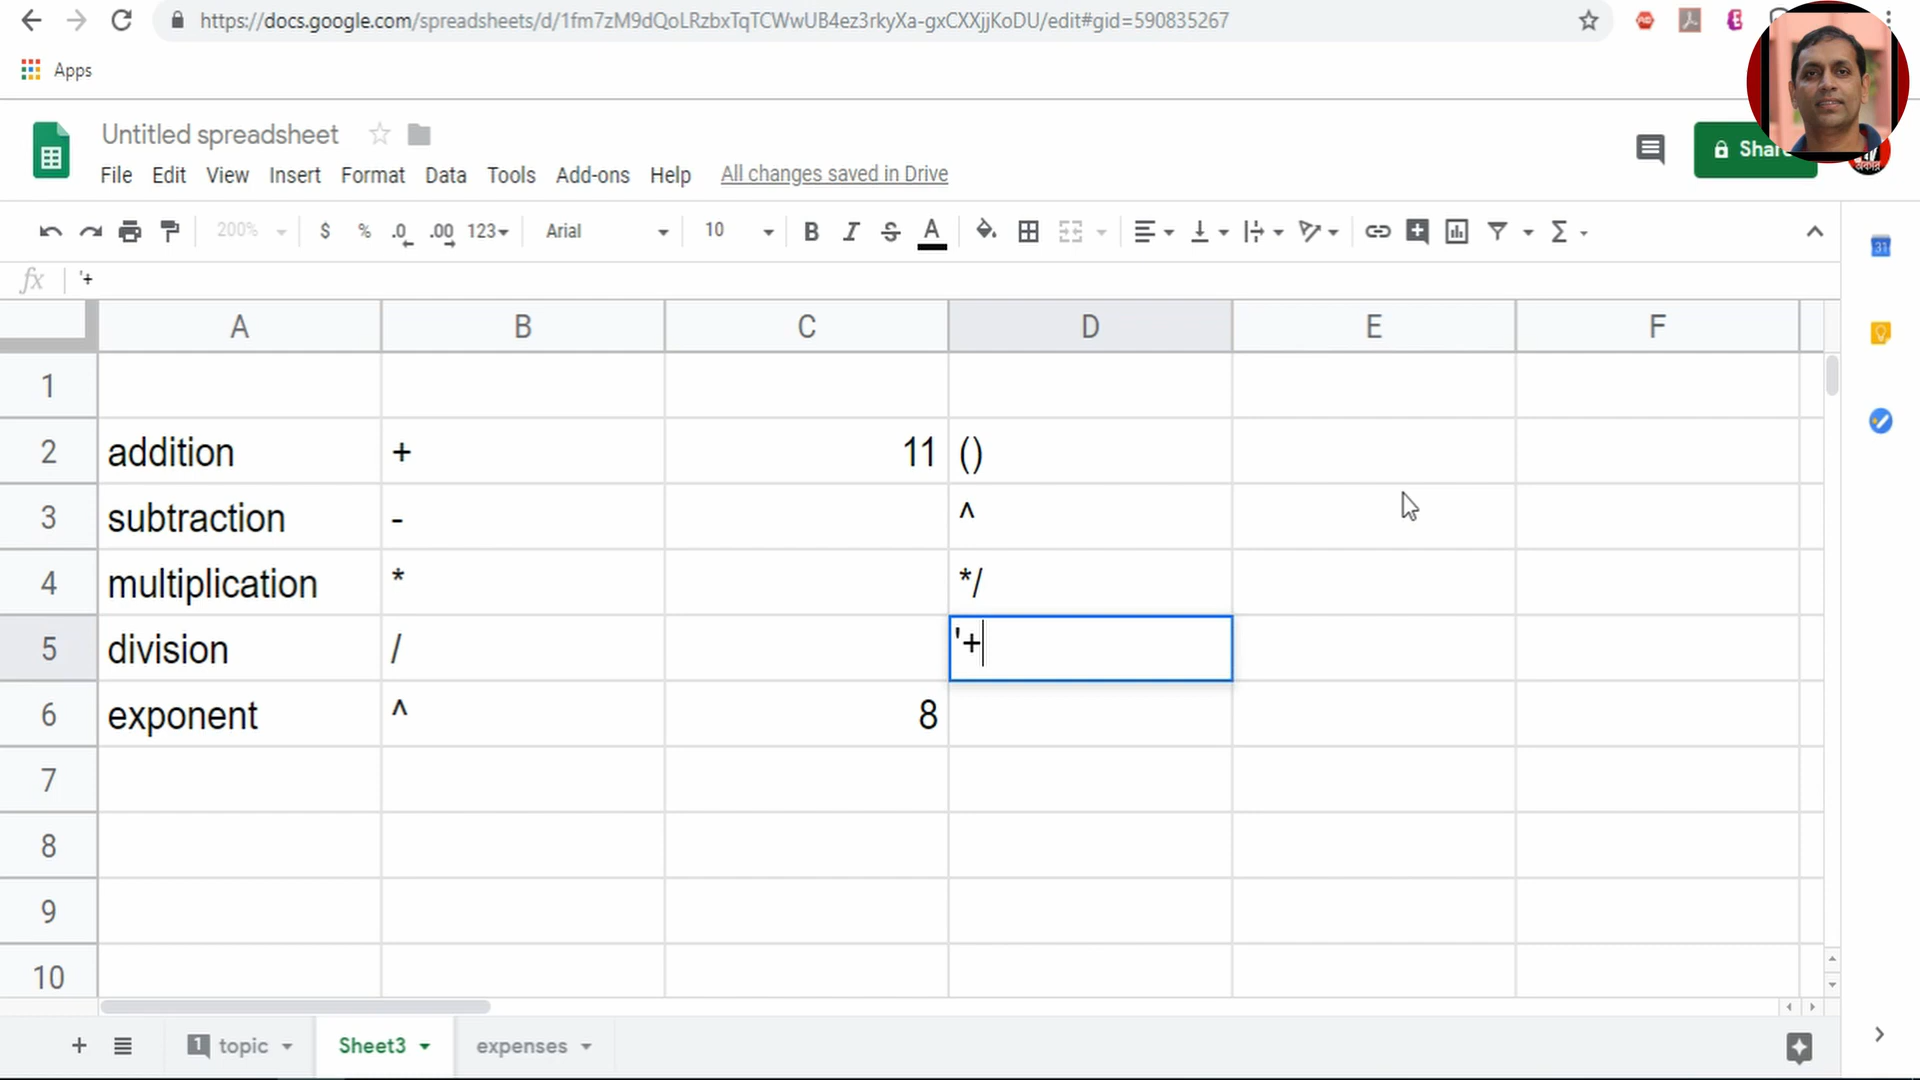 https://docs.google.com/spreadsheets/d/1fm7zM9dQoLRzbxTqTCWwUB4ez3rkyXa-gxCXXjjKoDU/edit#gid=590835267
Apps
Untitled spreadsheet
File Edit View Insert Format Data Tools Add-ons Help All changes saved in Drive
Share
200% $ % .0 .00 123 Arial 10 B I S A Σ
31
fx '+
A B C D E F
1
2 addition + 11 ()
3 subtraction - ^
4 multiplication * */
5 division / '+
6 exponent ^ 8
7
8
9
10
+ 1 topic Sheet3 expenses